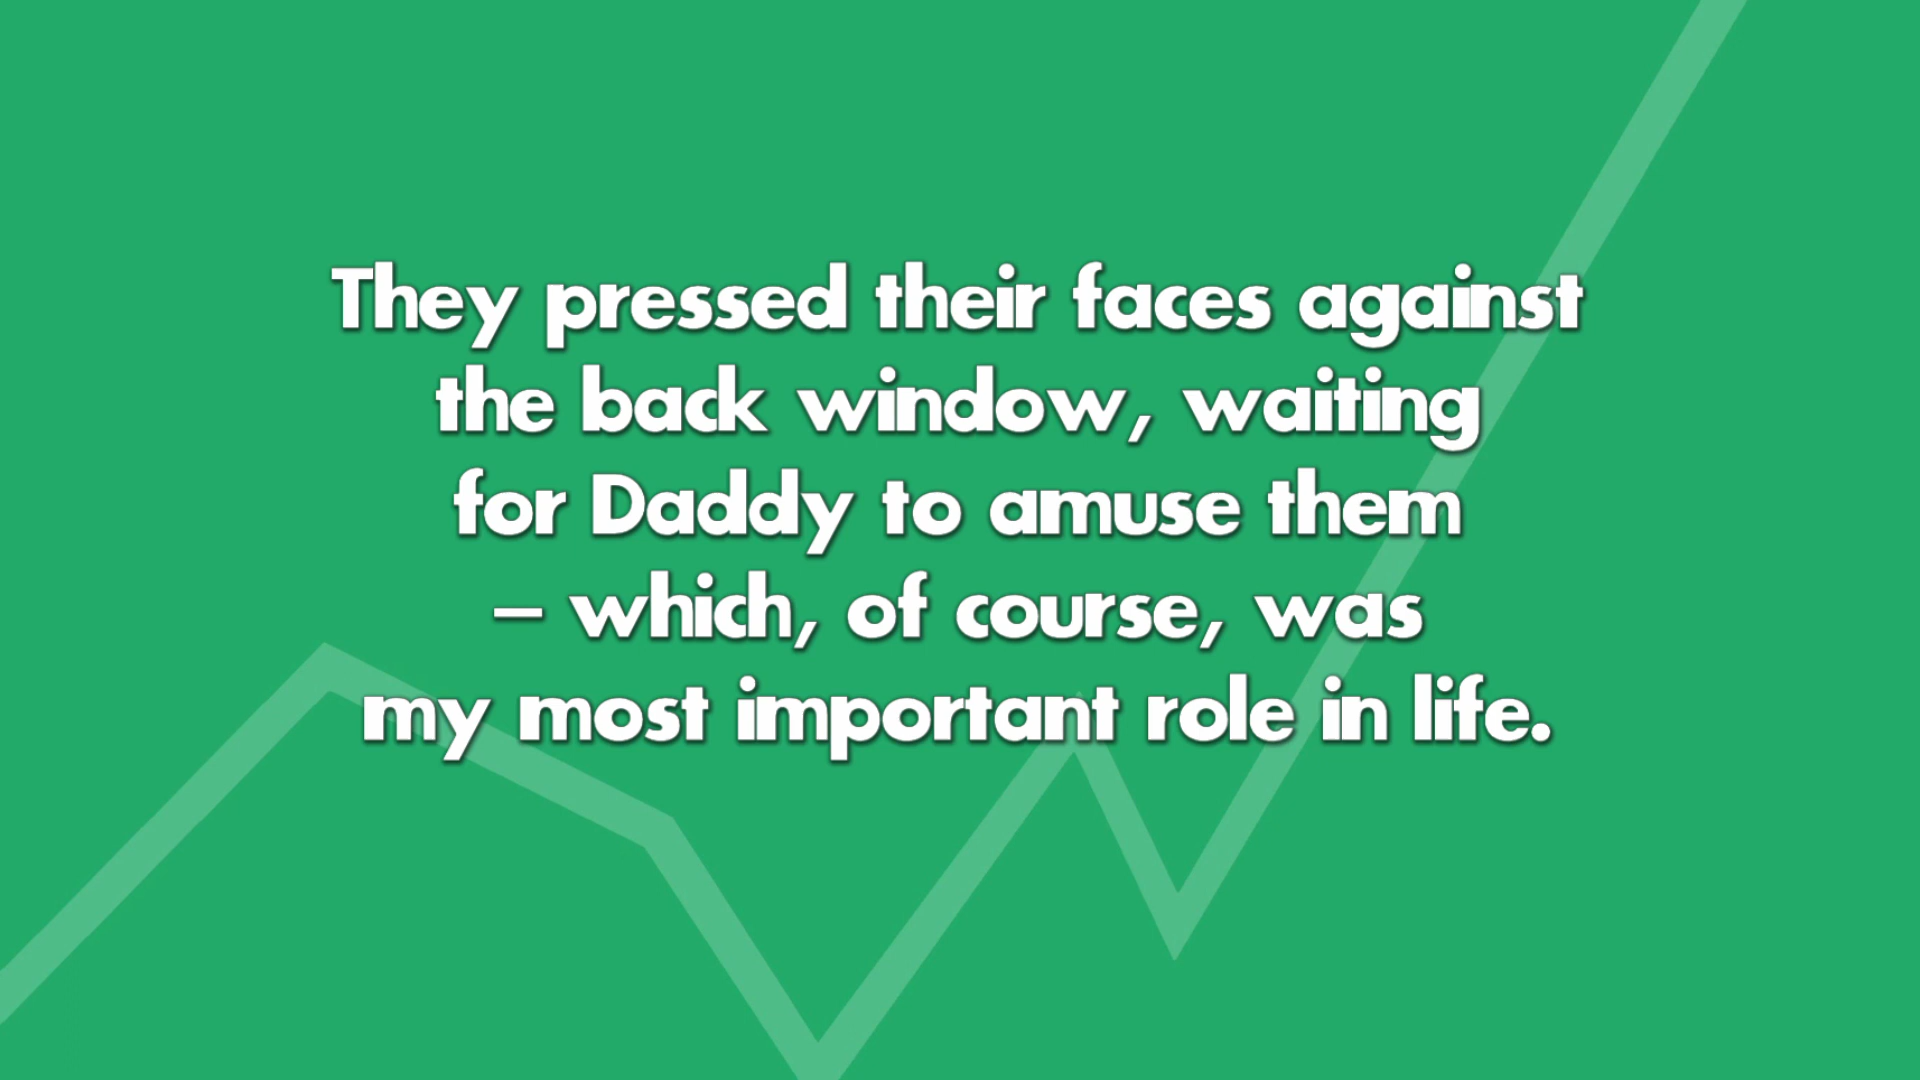 They pressed their faces against
the back window, waiting
for Daddy to amuse them
– which, of course, was
my most important role in life.